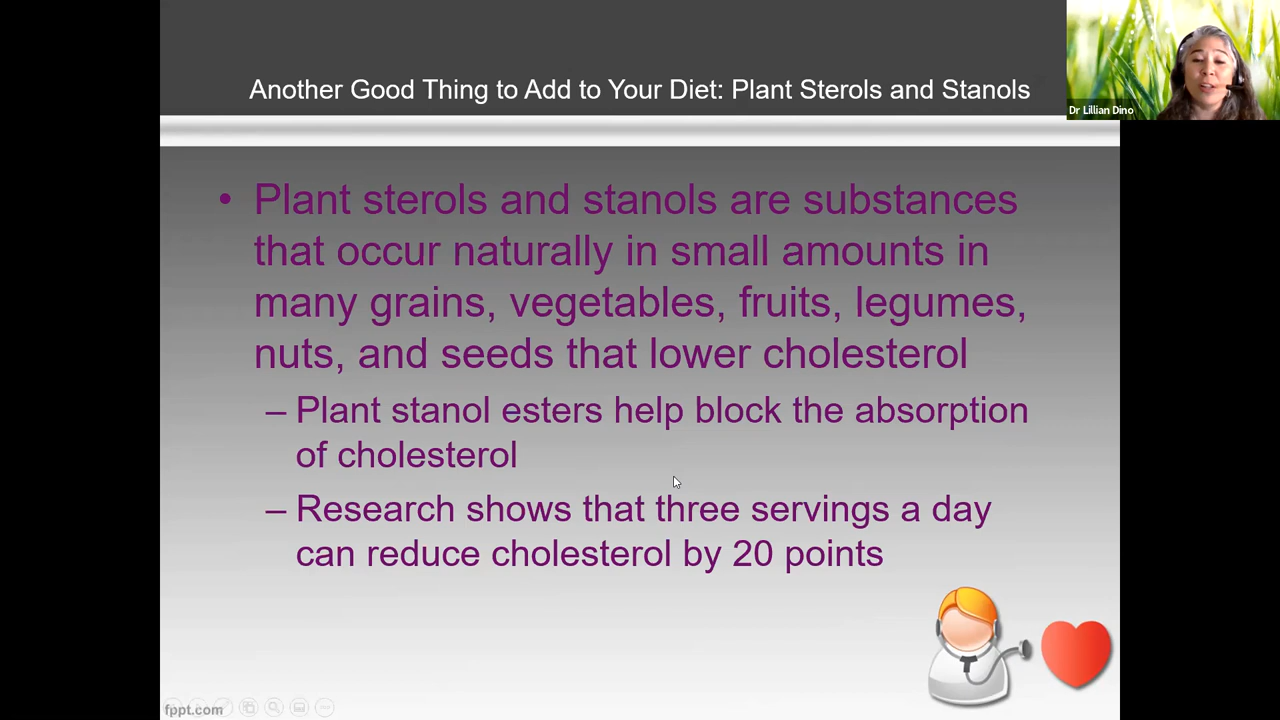 Another Good Thing to Add to Your Diet: Plant Sterols and Stanols
Dr Lillian Dino
• Plant sterols and stanols are substances
that occur naturally in small amounts in
many grains, vegetables, fruits, legumes,
nuts, and seeds that lower cholesterol
– Plant stanol esters help block the absorption
of cholesterol
– Research shows that three servings a day
can reduce cholesterol by 20 points
fppt.com